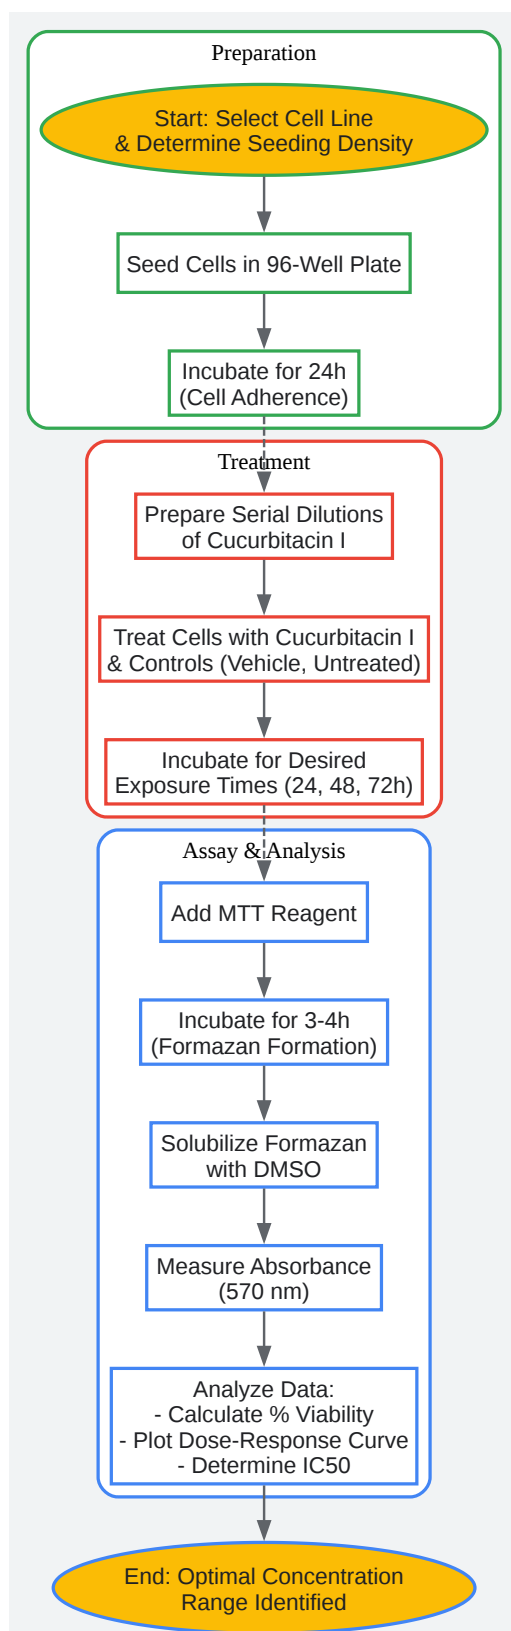 Preparation
Start: Select Cell Line
& Determine Seeding Density
Seed Cells in 96-Well Plate
Incubate for 24h
(Cell Adherence)
Treatment
Prepare Serial Dilutions
of Cucurbitacin I
Treat Cells with Cucurbitacin I
& Controls (Vehicle, Untreated)
Incubate for Desired
Exposure Times (24, 48, 72h)
Assay & Analysis
Add MTT Reagent
Incubate for 3-4h
(Formazan Formation)
Solubilize Formazan
with DMSO
Measure Absorbance
(570 nm)
Analyze Data:
- Calculate % Viability
- Plot Dose-Response Curve
- Determine IC50
End: Optimal Concentration
Range Identified